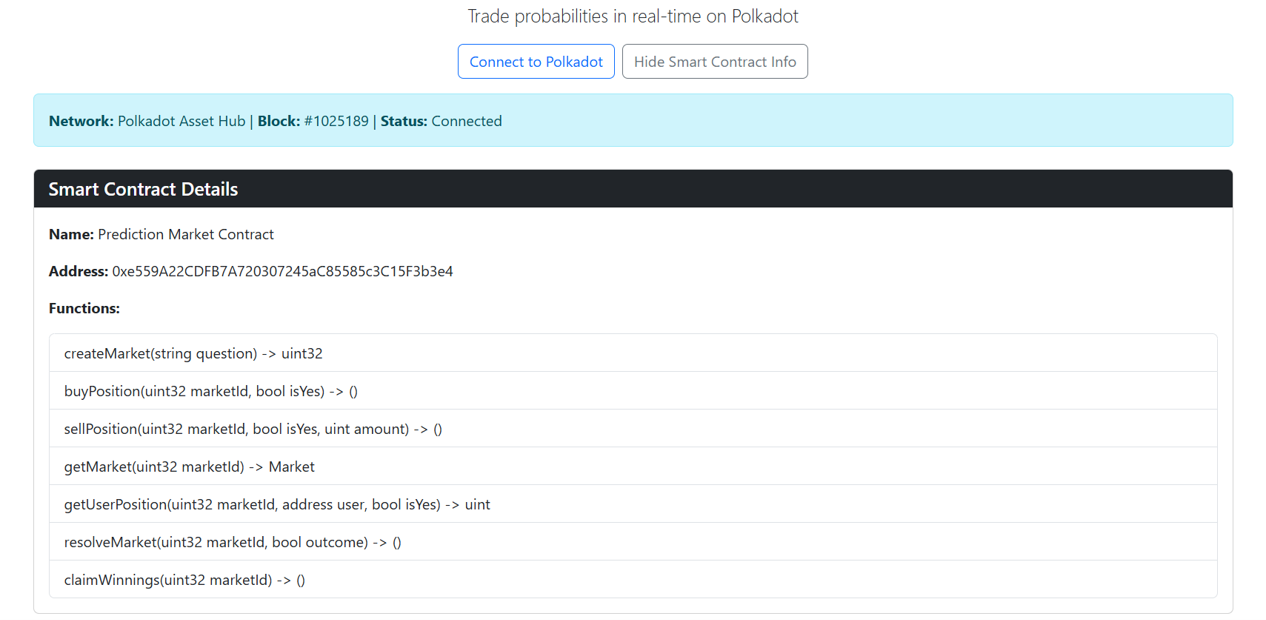 Trade probabilities in real-time on Polkadot
Connect to Polkadot Hide Smart Contract Info
Network: Polkadot Asset Hub | Block: #1025189 | Status: Connected
Smart Contract Details
Name: Prediction Market Contract
Address: 0xe559A22CDFB7A720307245aC85585c3C15F3b3e4
Functions:
createMarket(string question) -> uint32
buyPosition(uint32 marketId, bool isYes) -> ()
sellPosition(uint32 marketId, bool isYes, uint amount) -> ()
getMarket(uint32 marketId) -> Market
getUserPosition(uint32 marketId, address user, bool isYes) -> uint
resolveMarket(uint32 marketId, bool outcome) -> ()
claimWinnings(uint32 marketId) -> ()